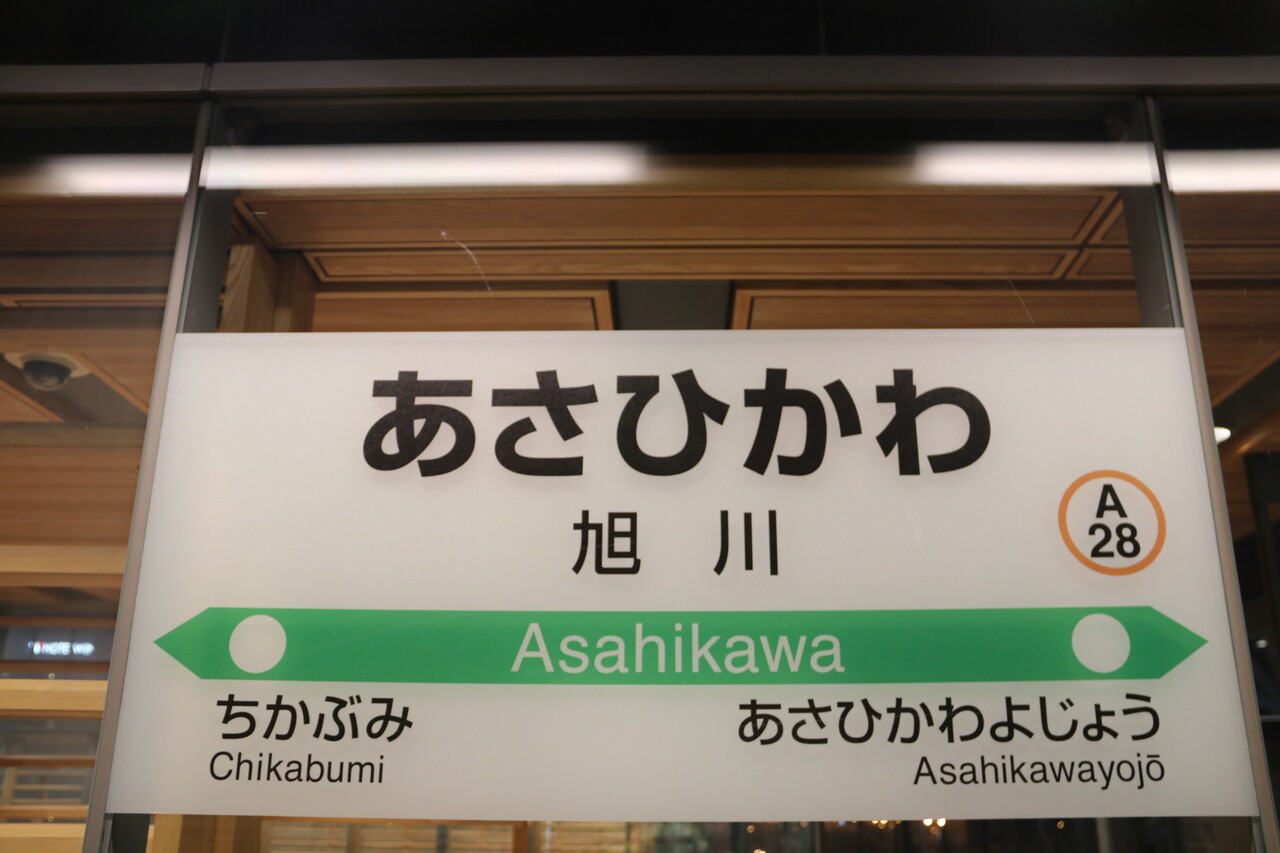 あさひかわ
旭 川
A
28
Asahikawa
ちかぶみ
Chikabumi
あさひかわよじょう
Asahikawayojō